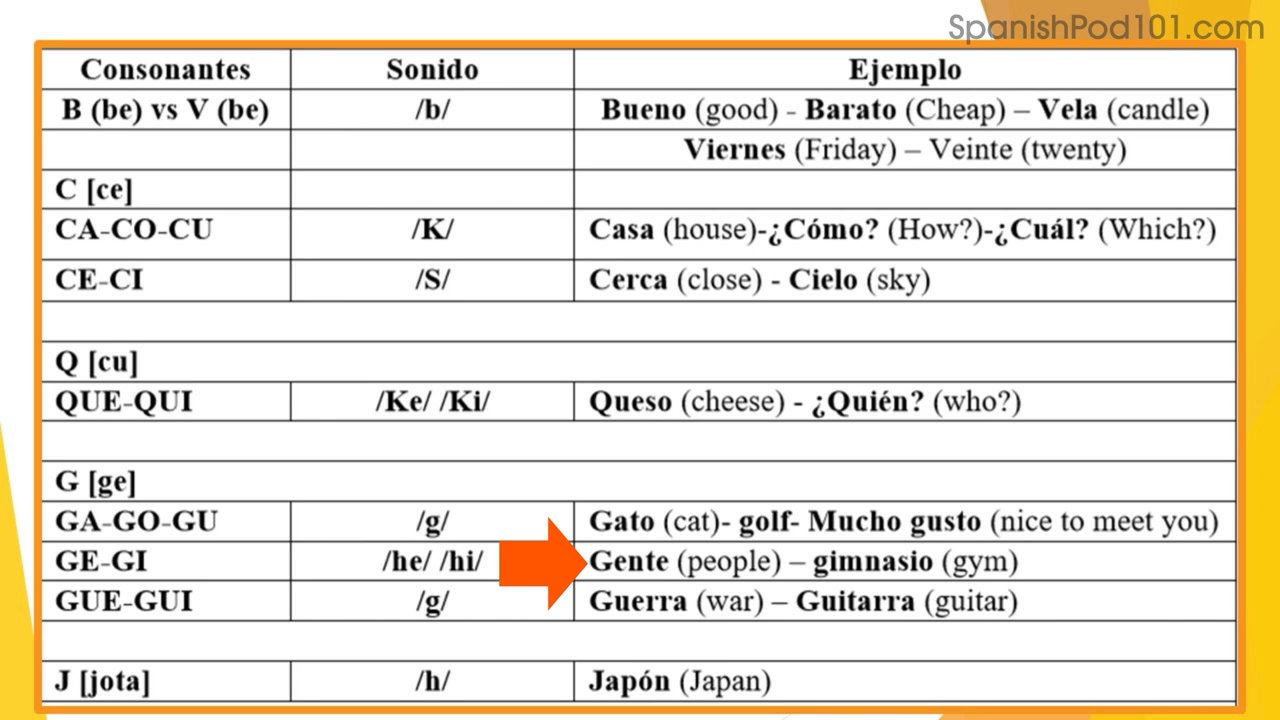 SpanishPod101.com
Consonantes Sonido Ejemplo
B (be) vs V (be) /b/ Bueno (good) - Barato (Cheap) – Vela (candle)
Viernes (Friday) – Veinte (twenty)
C [ce]
CA-CO-CU /K/ Casa (house)-¿Cómo? (How?)-¿Cuál? (Which?)
CE-CI /S/ Cerca (close) - Cielo (sky)
Q [cu]
QUE-QUI /Ke/ /Ki/ Queso (cheese) - ¿Quién? (who?)
G [ge]
GA-GO-GU /g/ Gato (cat)- golf- Mucho gusto (nice to meet you)
GE-GI /he/ /hi/ Gente (people) – gimnasio (gym)
GUE-GUI /g/ Guerra (war) – Guitarra (guitar)
J [jota] /h/ Japón (Japan)